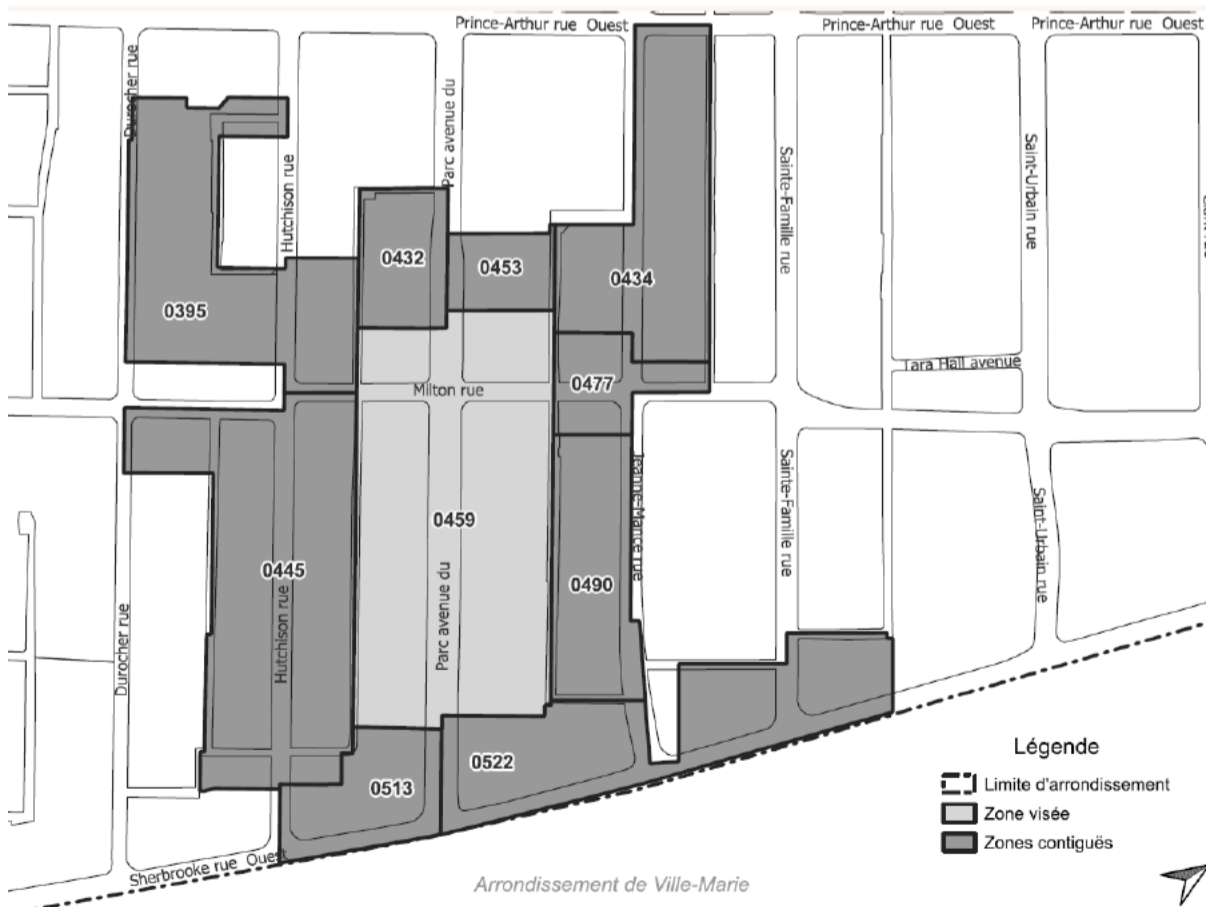 Prince-Arthur rue Ouest
Prince-Arthur rue Ouest
Prince-Arthur rue Ouest
Durocher rue
Hutchison rue
Parc avenue du
Sainte-Famille rue
Saint-Urbain rue
0432
0453
0434
0395
Tara Hall avenue
Milton rue
0477
Jeanne-Mance rue
Sainte-Famille rue
Saint-Urbain rue
0459
0445
0490
Durocher rue
Hutchison rue
Parc avenue du
0522
0513
Sherbrooke rue Ouest
Légende
Limite d'arrondissement
Zone visée
Zones contiguës
Arrondissement de Ville-Marie